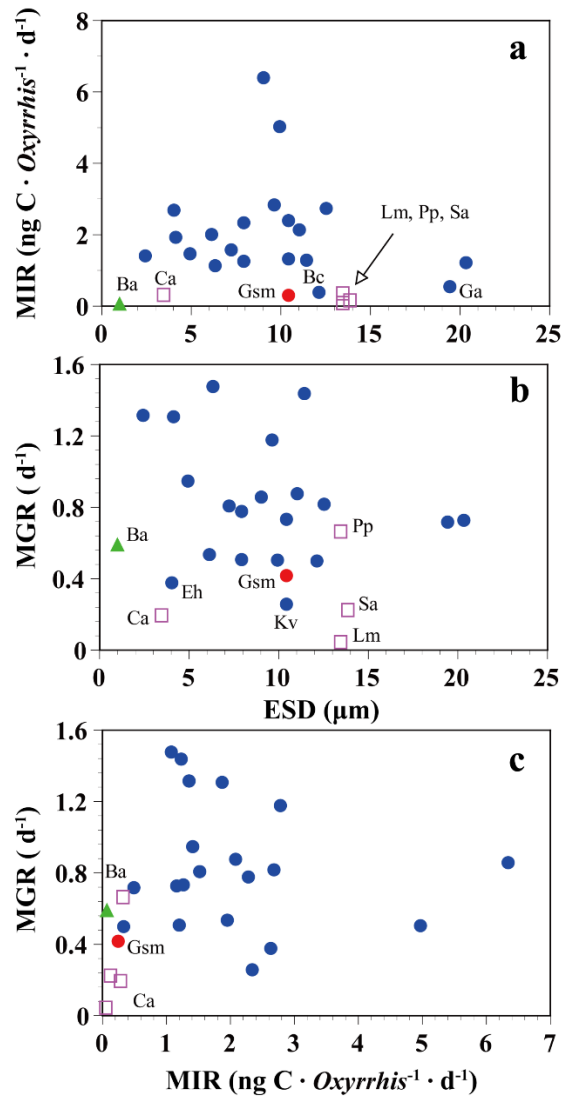 a
MIR (ng C · Oxyrrhis⁻¹ · d⁻¹)
8
6
4
2
0
Lm, Pp, Sa
Ba
Ca
Gsm
Bc
Ga
0 5 10 15 20 25
b
MGR ( d⁻¹)
1.6
1.2
0.8
0.4
0
Ba
Pp
Eh
Gsm
Ca
Kv
Sa
Lm
0 5 10 15 20 25
ESD (μm)
c
MGR ( d⁻¹)
1.6
1.2
0.8
0.4
0
Ba
Gsm
Ca
0 1 2 3 4 5 6 7
MIR (ng C · Oxyrrhis⁻¹ · d⁻¹)